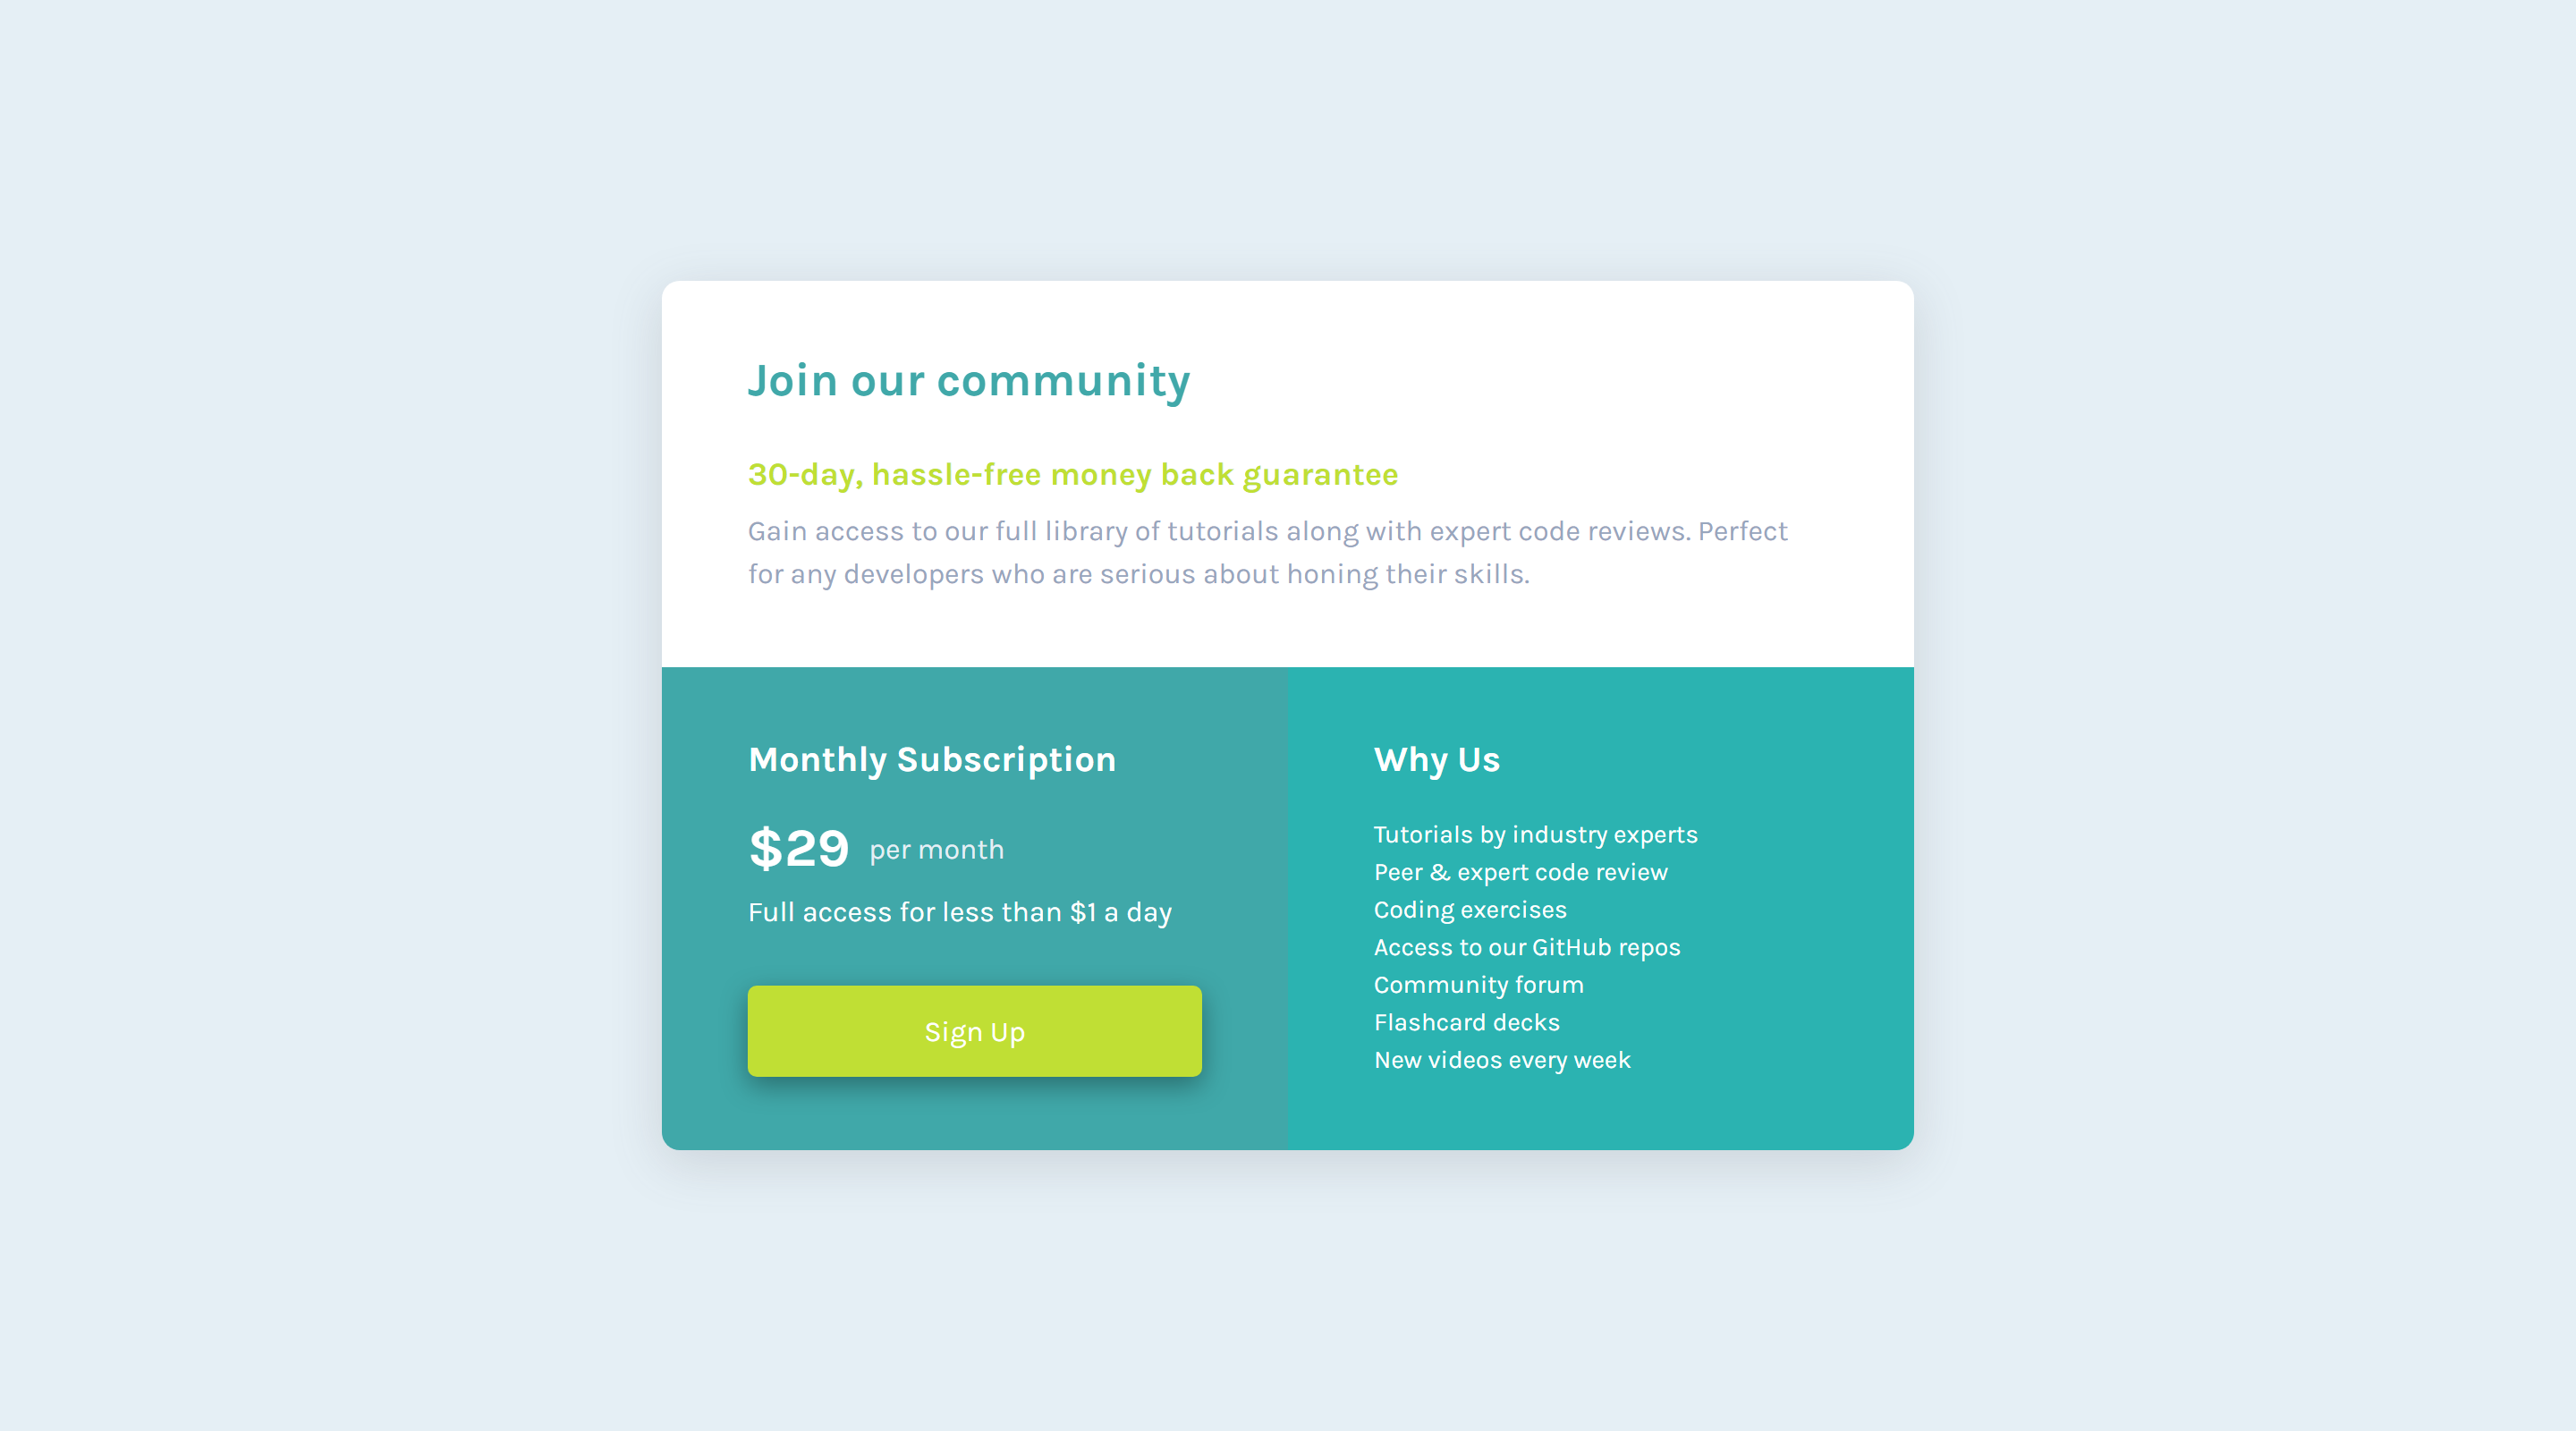 Join our community
30-day, hassle-free money back guarantee
Gain access to our full library of tutorials along with expert code reviews. Perfect
for any developers who are serious about honing their skills.
Monthly Subscription
$29 per month
Full access for less than $1 a day
Sign Up
Why Us
Tutorials by industry experts
Peer & expert code review
Coding exercises
Access to our GitHub repos
Community forum
Flashcard decks
New videos every week